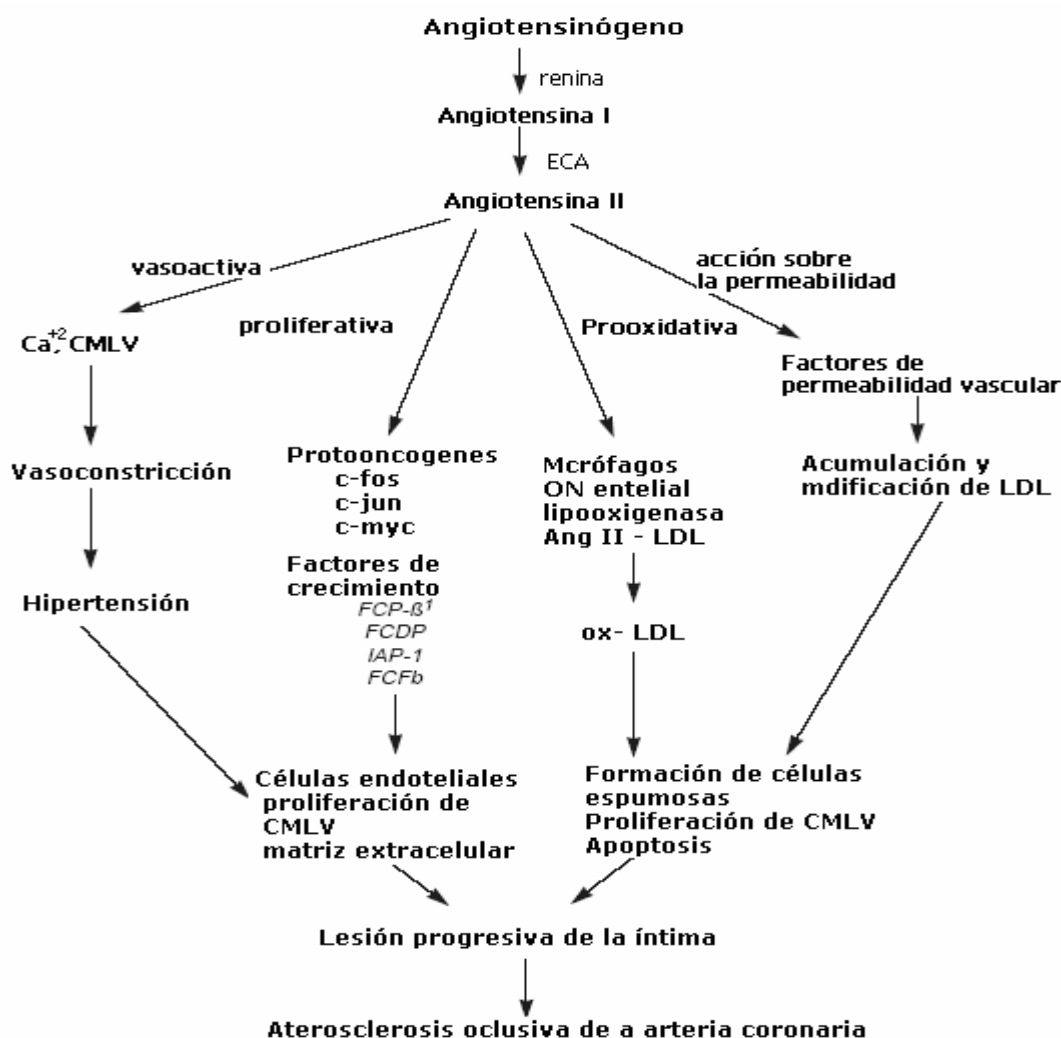 Angiotensinógeno
renina
Angiotensina I
ECA
Angiotensina II
vasoactiva
proliferativa
Prooxidativa
acción sobre
la permeabilidad
Ca+2, CMLV
Vasoconstricción
Hipertensión
Protooncogenes
c-fos
c-jun
c-myc
Factores de
crecimiento
FCP-ß1
FCDP
IAP-1
FCFb
Células endoteliales
proliferación de
CMLV
matriz extracelular
Mcrófagos
ON entelial
lipooxigenasa
Ang II - LDL
ox- LDL
Factores de
permeabilidad vascular
Acumulación y
mdificación de LDL
Formación de células
espumosas
Proliferación de CMLV
Apoptosis
Lesión progresiva de la íntima
Aterosclerosis oclusiva de a arteria coronaria